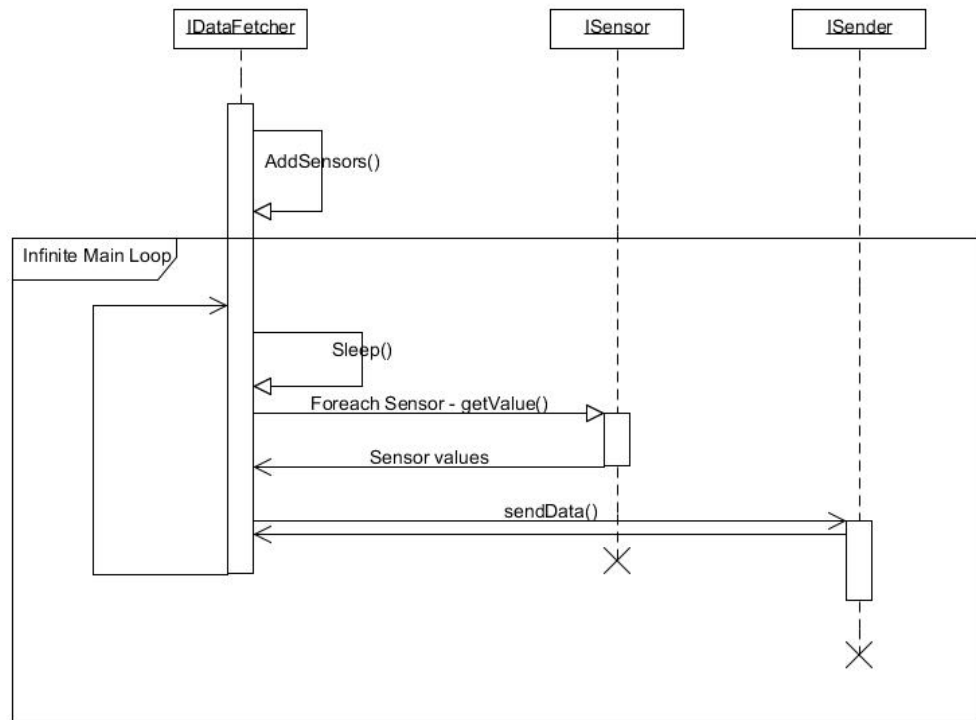 IDataFetcher
ISensor
ISender
AddSensors()
Infinite Main Loop
Sleep()
Foreach Sensor - getValue()
Sensor values
sendData()